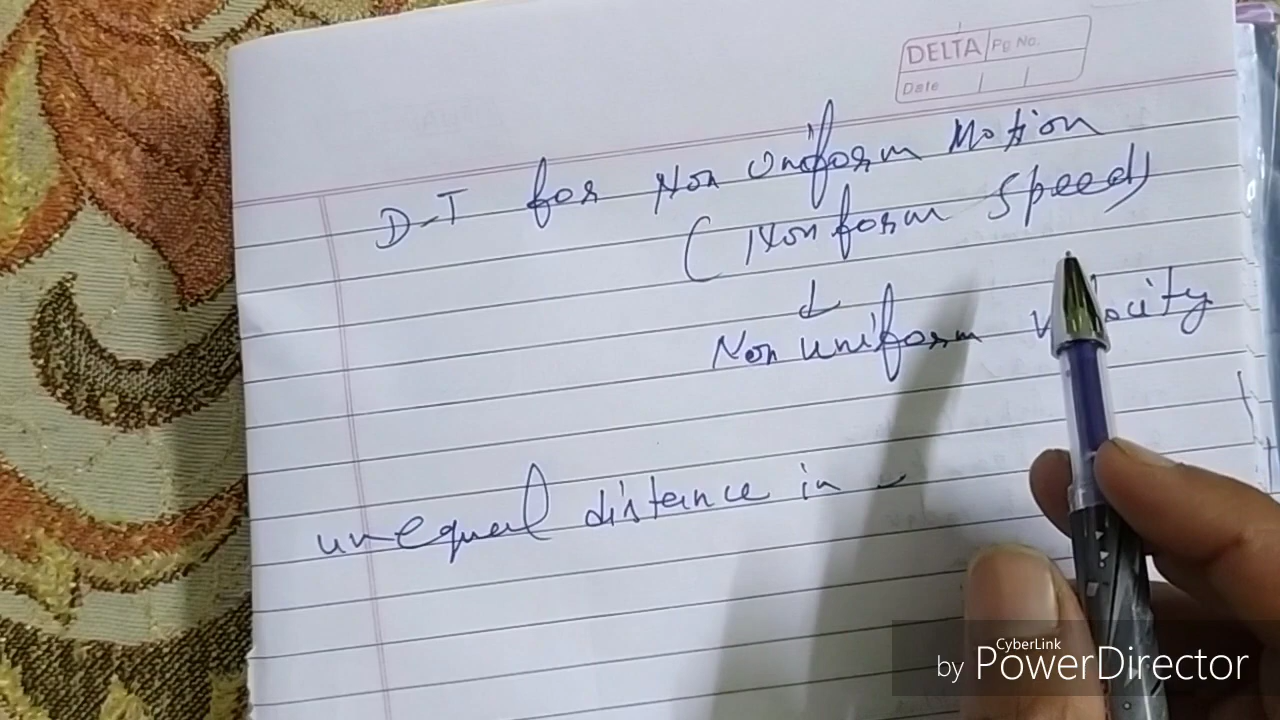 DELTA Pg No.
Date
D-T for Non Uniform Motion
( Non form Speed)
Non uniform velocity
unequal distance in
CyberLink
by PowerDirector